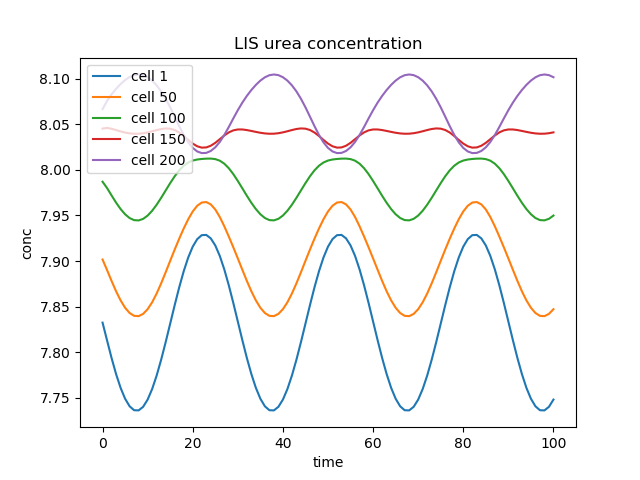 LIS urea concentration
cell 1
cell 50
cell 100
cell 150
cell 200
conc
8.10
8.05
8.00
7.95
7.90
7.85
7.80
7.75
0 20 40 60 80 100
time